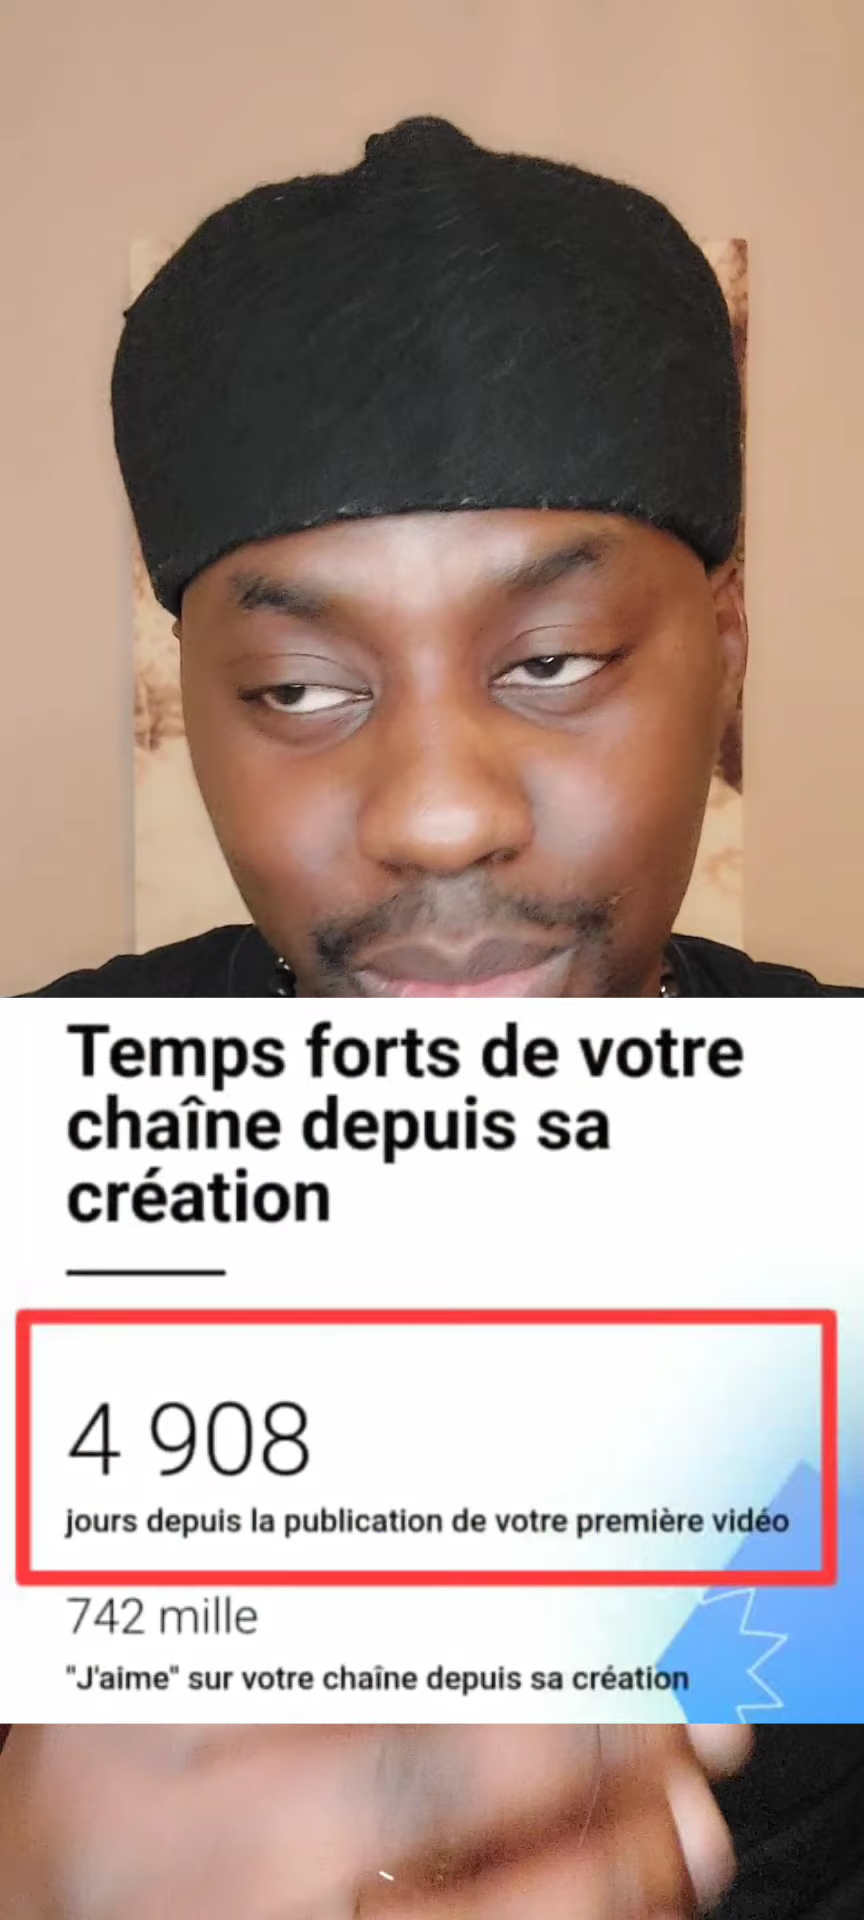 Temps forts de votre
chaîne depuis sa
création
4 908
jours depuis la publication de votre première vidéo
742 mille
"J'aime" sur votre chaîne depuis sa création